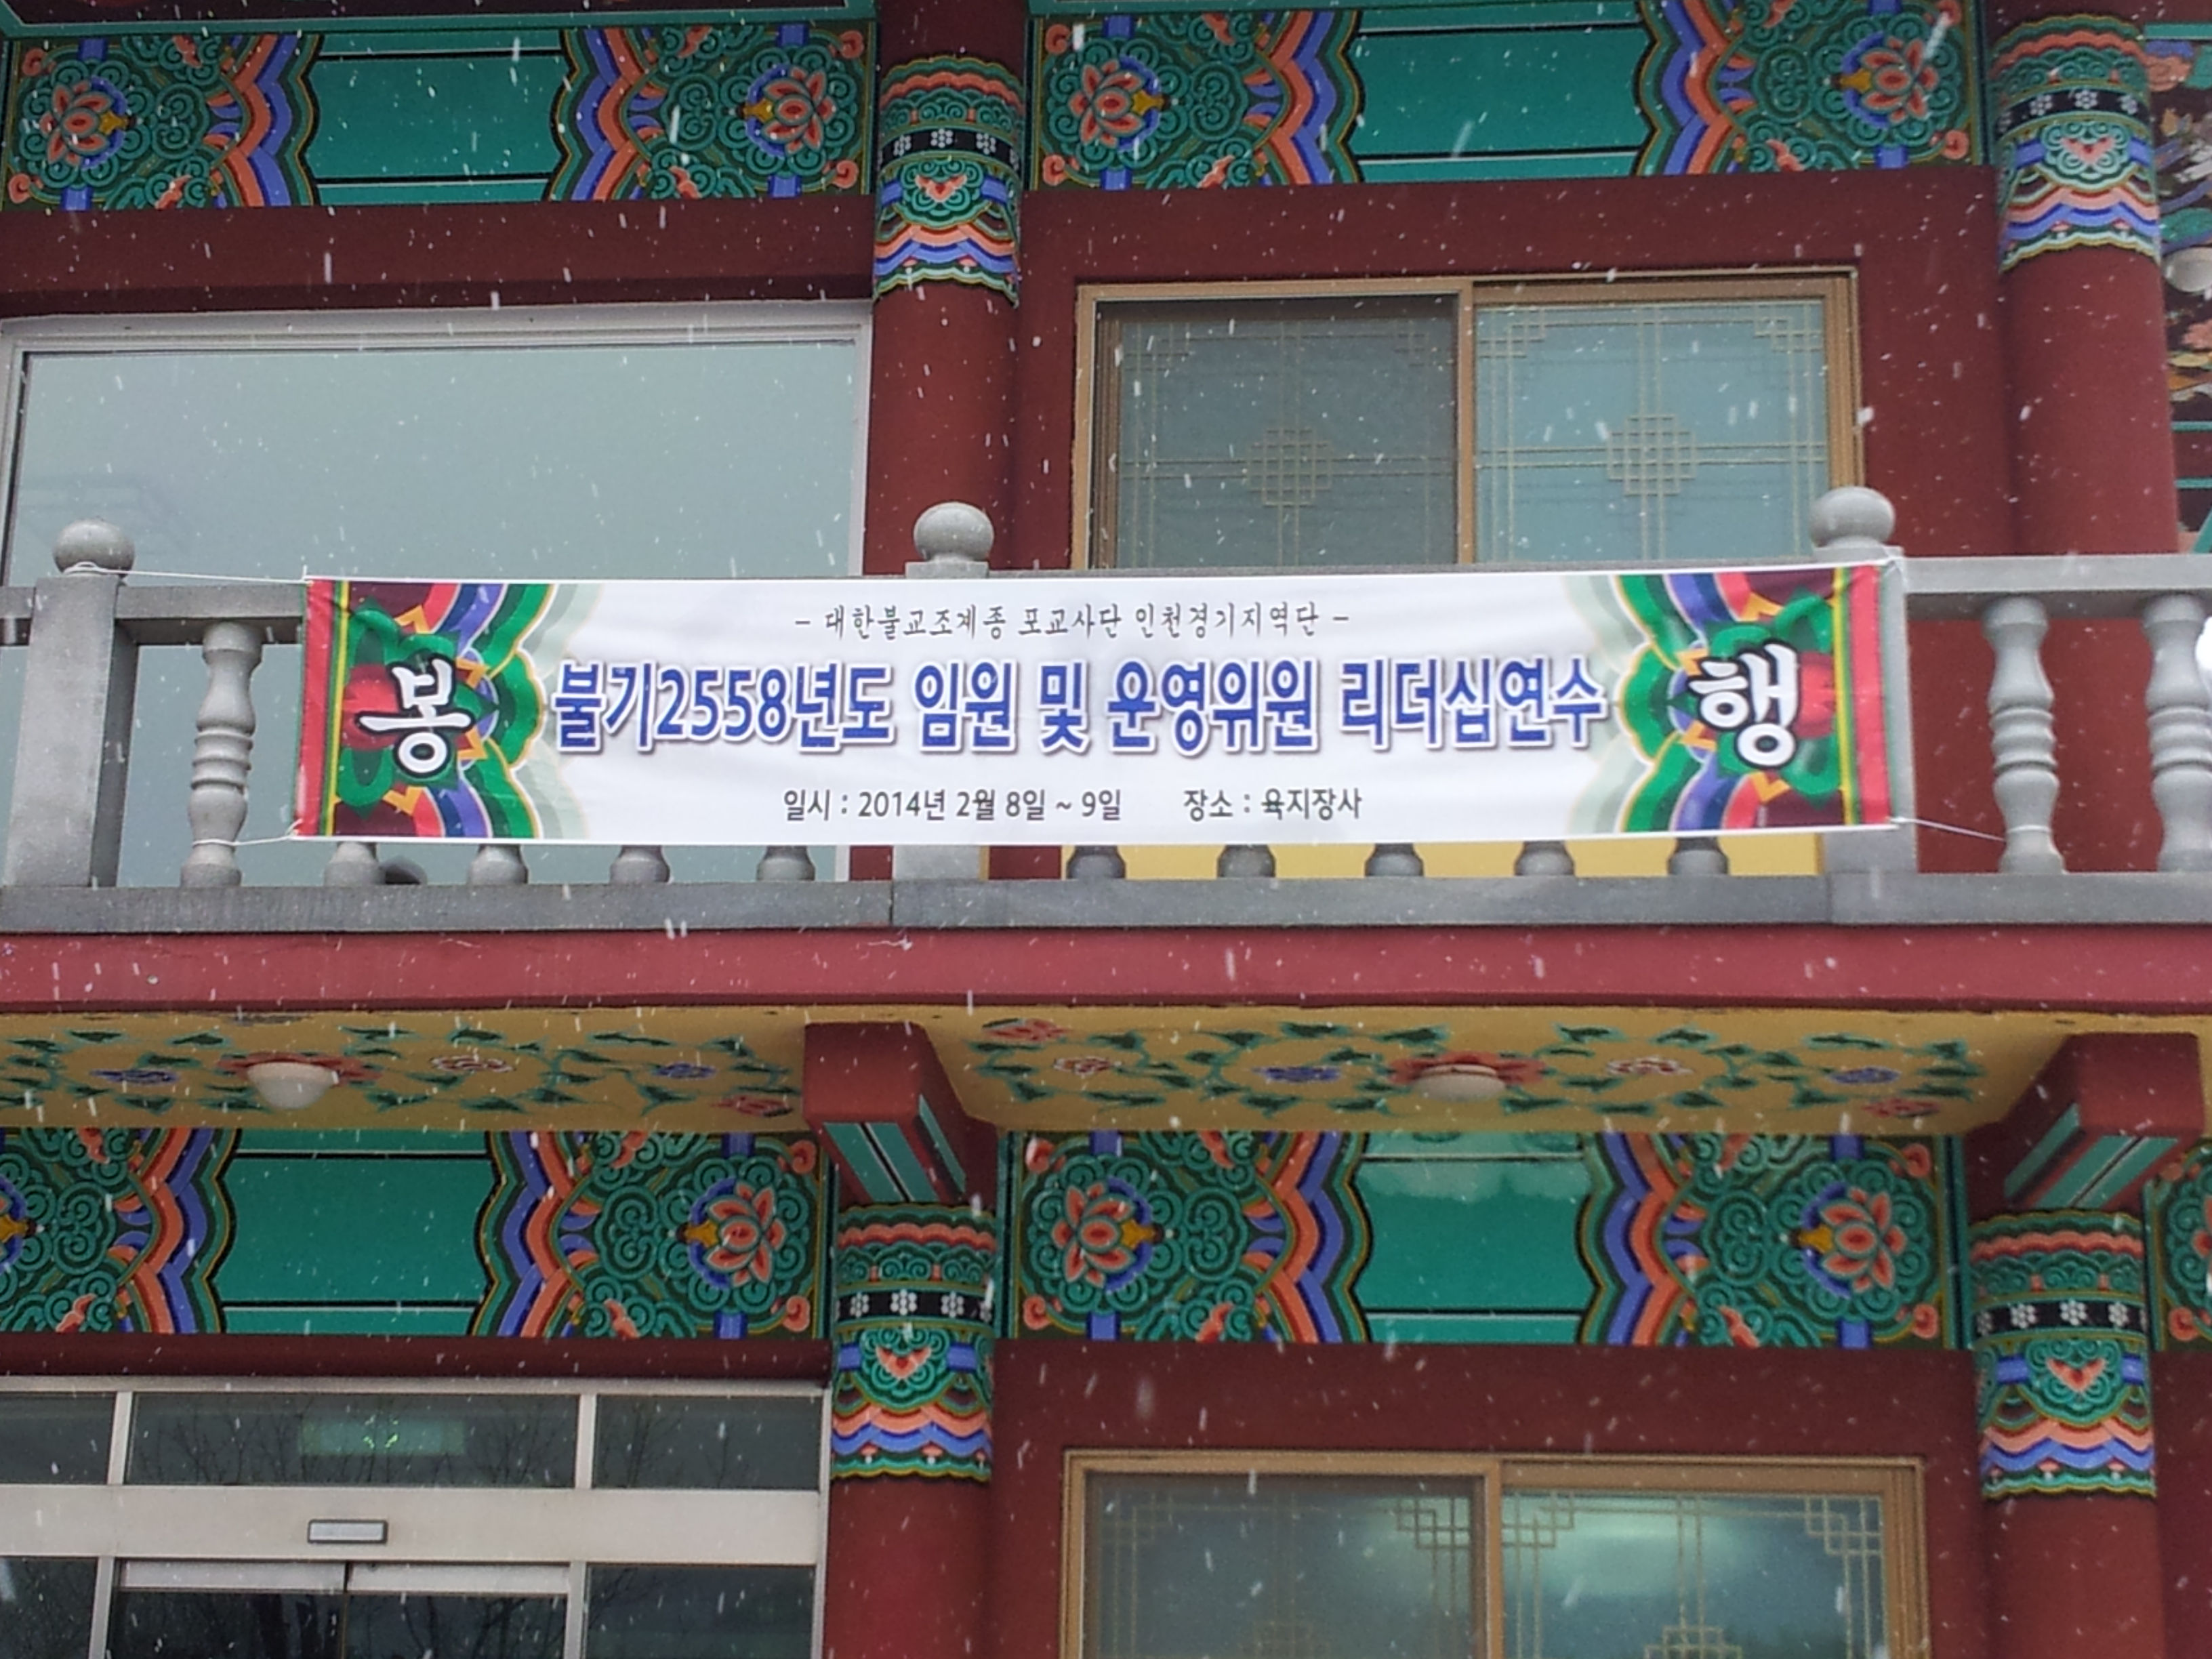 - 대한불교조계종 포교사단 인천경기지역단 -
봉 불기2558년도 임원 및 운영위원 리더십연수 행
일시 : 2014년 2월 8일 ~ 9일 장소 : 육지장사